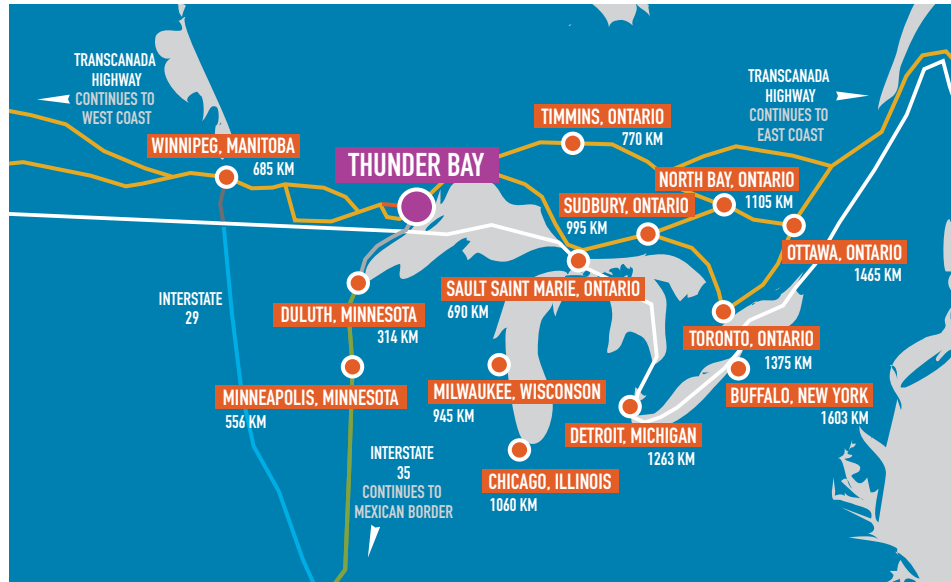 TRANSCANADA
HIGHWAY
CONTINUES TO
WEST COAST
TRANSCANADA
HIGHWAY
CONTINUES TO
EAST COAST
TIMMINS, ONTARIO
770 KM
WINNIPEG, MANITOBA
685 KM
THUNDER BAY
NORTH BAY, ONTARIO
1105 KM
SUDBURY, ONTARIO
995 KM
OTTAWA, ONTARIO
1465 KM
SAULT SAINT MARIE, ONTARIO
690 KM
INTERSTATE
29
DULUTH, MINNESOTA
314 KM
TORONTO, ONTARIO
1375 KM
MINNEAPOLIS, MINNESOTA
556 KM
MILWAUKEE, WISCONSON
945 KM
BUFFALO, NEW YORK
1603 KM
DETROIT, MICHIGAN
1263 KM
INTERSTATE
35
CONTINUES TO
MEXICAN BORDER
CHICAGO, ILLINOIS
1060 KM